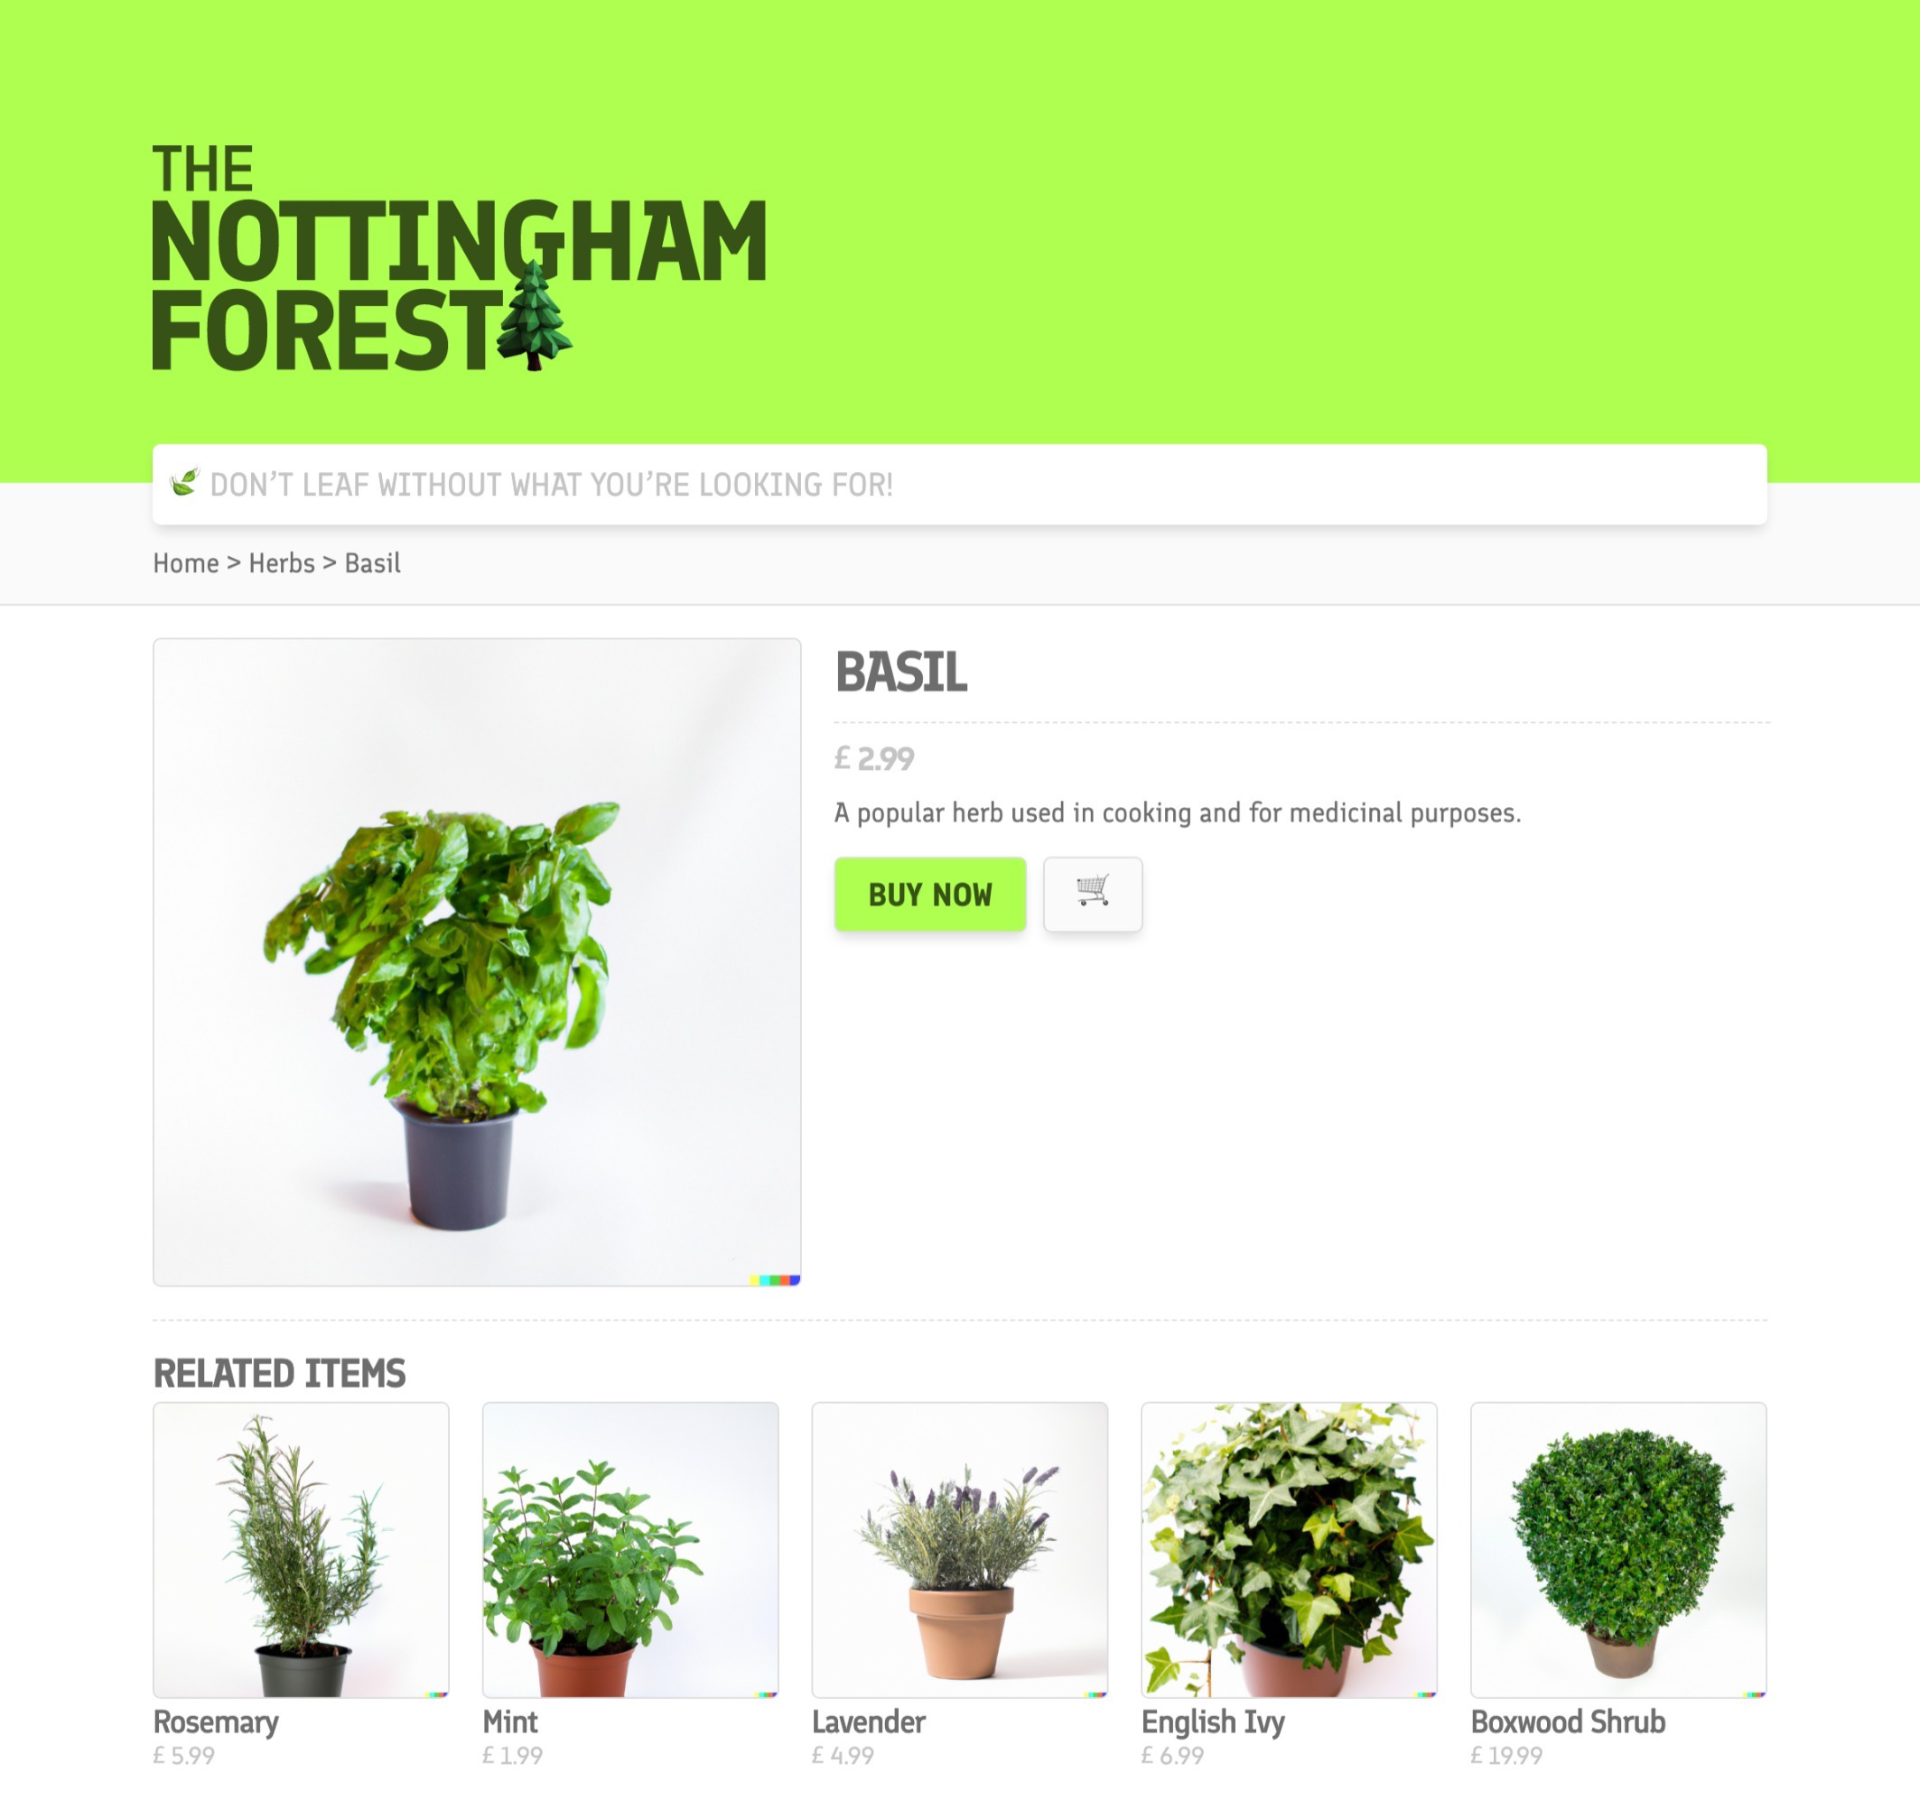 THE
NOTTINGHAM
FOREST
DON’T LEAF WITHOUT WHAT YOU’RE LOOKING FOR!
Home > Herbs > Basil
BASIL
£ 2.99
A popular herb used in cooking and for medicinal purposes.
BUY NOW
RELATED ITEMS
Rosemary
£ 5.99
Mint
£ 1.99
Lavender
£ 4.99
English Ivy
£ 6.99
Boxwood Shrub
£ 19.99